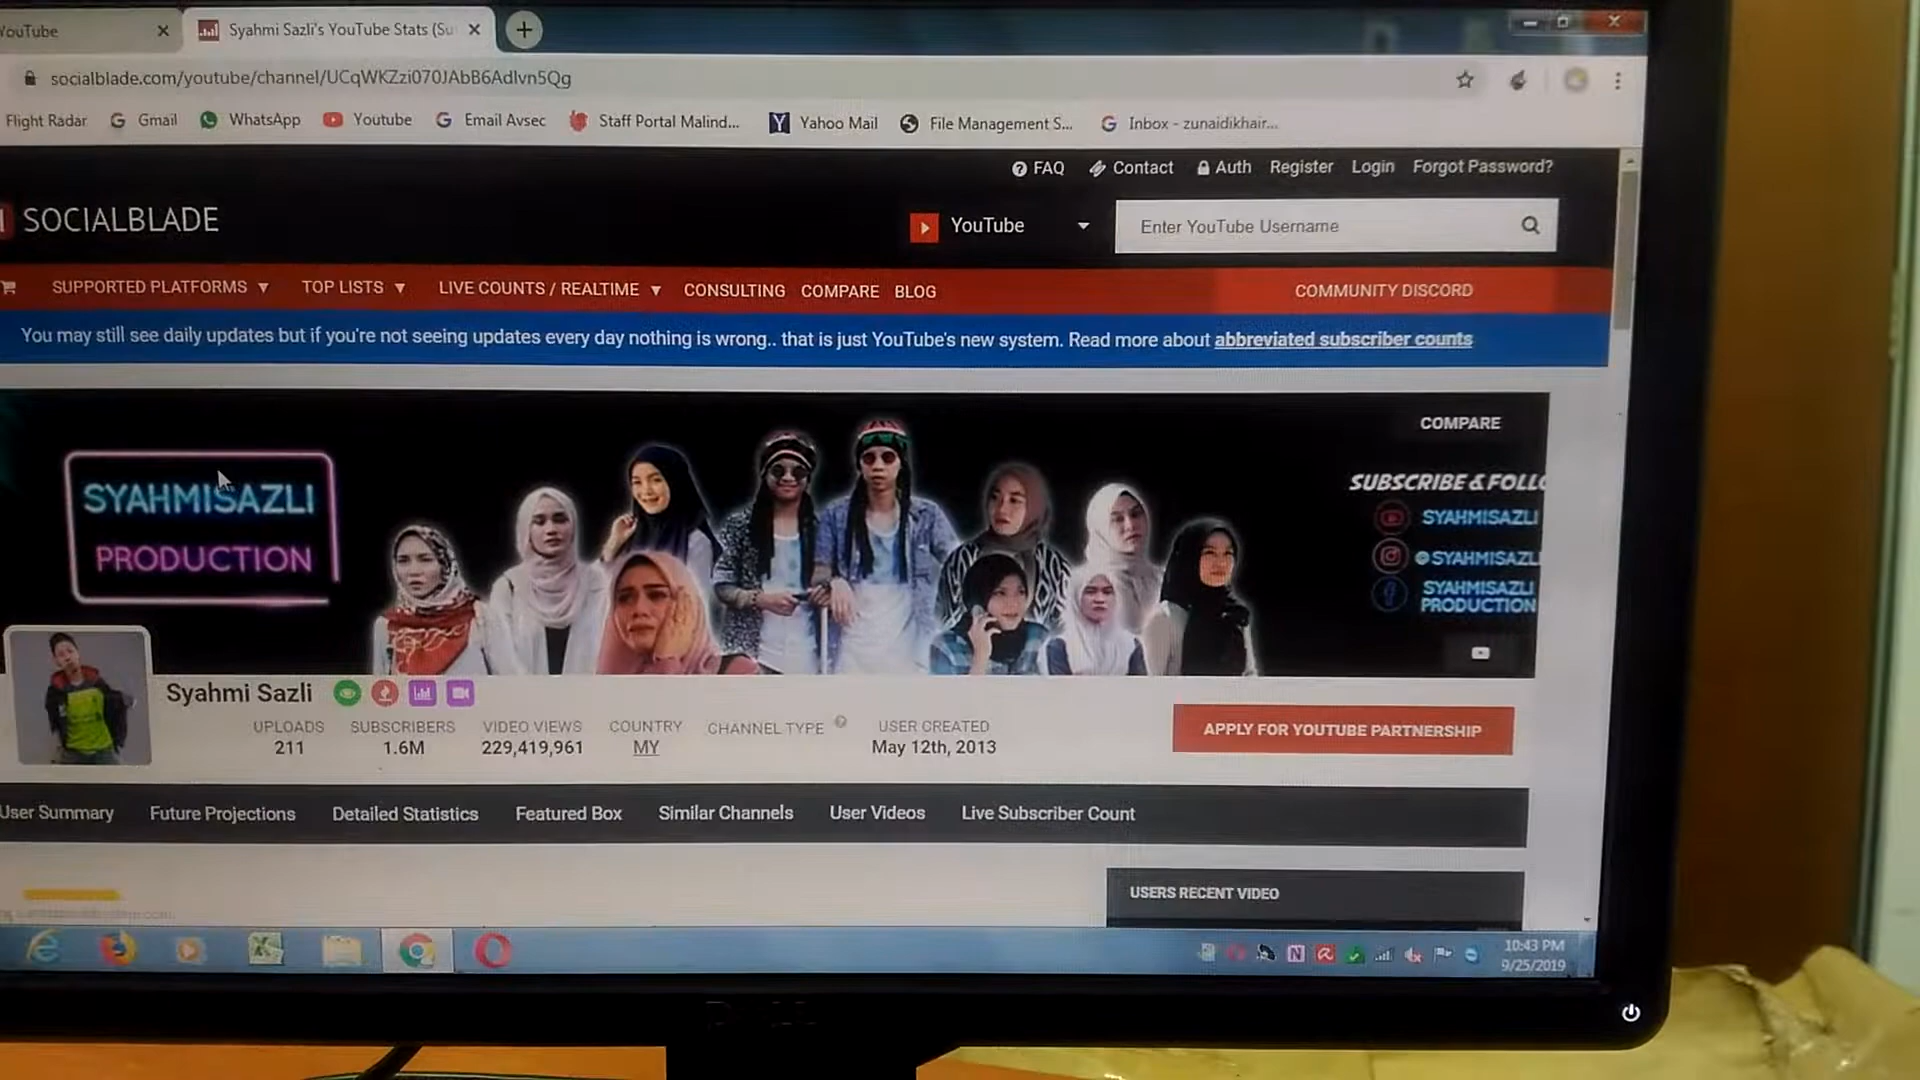 YouTube
Syahmi Sazli's YouTube Stats (Su
socialblade.com/youtube/channel/UCqWKZzi070JAbB6AdIvn5Qg
Flight Radar Gmail WhatsApp Youtube Email Avsec Staff Portal Malind... Yahoo Mail File Management S... Inbox - zunaidikhair...
FAQ Contact Auth Register Login Forgot Password?
SOCIALBLADE
YouTube
Enter YouTube Username
SUPPORTED PLATFORMS TOP LISTS LIVE COUNTS / REALTIME CONSULTING COMPARE BLOG COMMUNITY DISCORD
You may still see daily updates but if you're not seeing updates every day nothing is wrong.. that is just YouTube's new system. Read more about abbreviated subscriber counts
COMPARE
SYAHMISAZLI
PRODUCTION
SUBSCRIBE & FOLLO
SYAHMISAZLI
@SYAHMISAZLI
SYAHMISAZLI
PRODUCTION
Syahmi Sazli
UPLOADS SUBSCRIBERS VIDEO VIEWS COUNTRY CHANNEL TYPE USER CREATED
211 1.6M 229,419,961 MY May 12th, 2013
APPLY FOR YOUTUBE PARTNERSHIP
User Summary Future Projections Detailed Statistics Featured Box Similar Channels User Videos Live Subscriber Count
USERS RECENT VIDEO
10:43 PM
9/25/2019